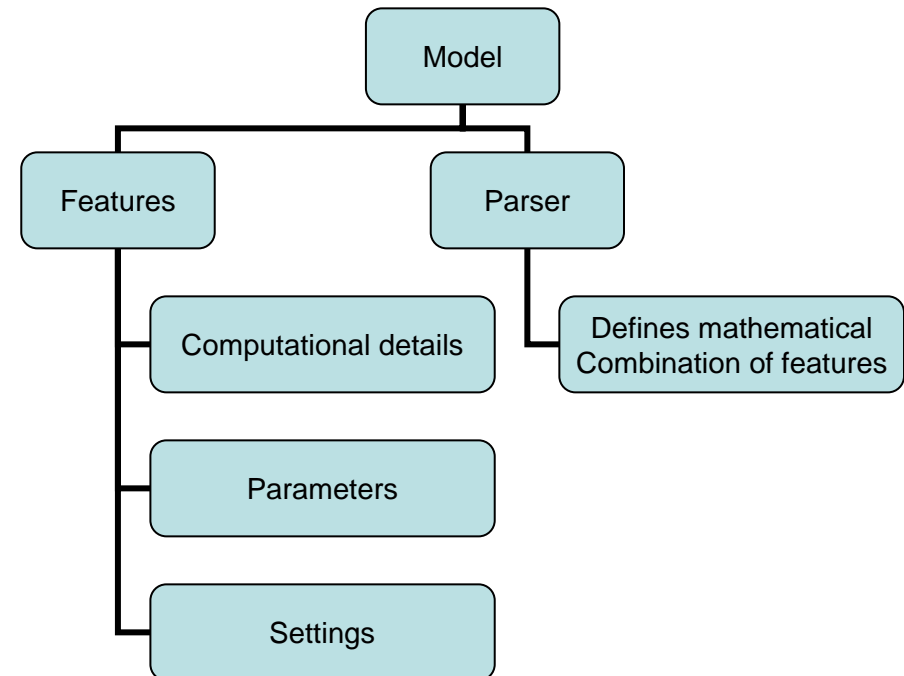 Model
Features
Parser
Computational details
Defines mathematical
Combination of features
Parameters
Settings